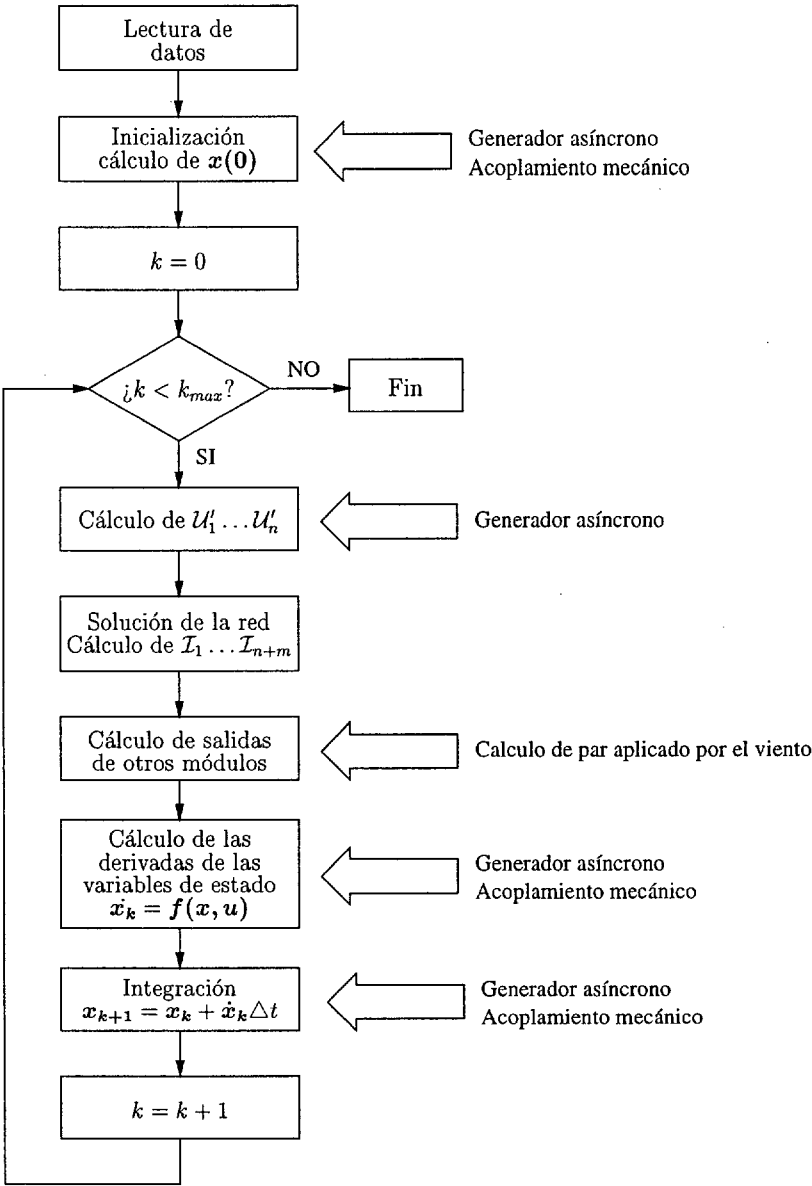 Lectura de
datos
Inicialización
cálculo de x(0)
Generador asíncrono
Acoplamiento mecánico
k = 0
¿k < k_max?
NO
Fin
SI
Cálculo de U′_1 … U′_n
Generador asíncrono
Solución de la red
Cálculo de I_1 … I_{n+m}
Cálculo de salidas
de otros módulos
Calculo de par aplicado por el viento
Cálculo de las
derivadas de las
variables de estado
ẋ_k = f(x, u)
Generador asíncrono
Acoplamiento mecánico
Integración
x_{k+1} = x_k + ẋ_k△t
Generador asíncrono
Acoplamiento mecánico
k = k + 1